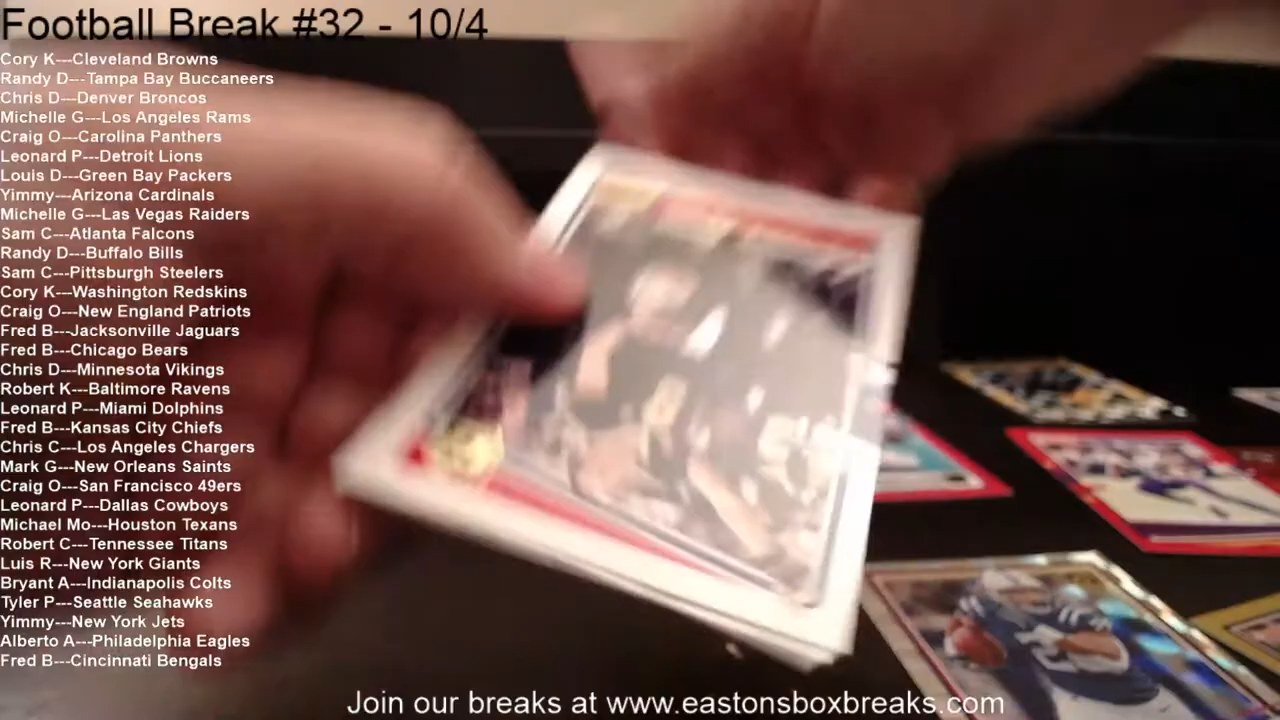 Football Break #32 - 10/4
Cory K---Cleveland Browns
Randy D---Tampa Bay Buccaneers
Chris D---Denver Broncos
Michelle G---Los Angeles Rams
Craig O---Carolina Panthers
Leonard P---Detroit Lions
Louis D---Green Bay Packers
Yimmy---Arizona Cardinals
Michelle G---Las Vegas Raiders
Sam C---Atlanta Falcons
Randy D---Buffalo Bills
Sam C---Pittsburgh Steelers
Cory K---Washington Redskins
Craig O---New England Patriots
Fred B---Jacksonville Jaguars
Fred B---Chicago Bears
Chris D---Minnesota Vikings
Robert K---Baltimore Ravens
Leonard P---Miami Dolphins
Fred B---Kansas City Chiefs
Chris C---Los Angeles Chargers
Mark G---New Orleans Saints
Craig O---San Francisco 49ers
Leonard P---Dallas Cowboys
Michael Mo---Houston Texans
Robert C---Tennessee Titans
Luis R---New York Giants
Bryant A---Indianapolis Colts
Tyler P---Seattle Seahawks
Yimmy---New York Jets
Alberto A---Philadelphia Eagles
Fred B---Cincinnati Bengals
Join our breaks at www.eastonsboxbreaks.com